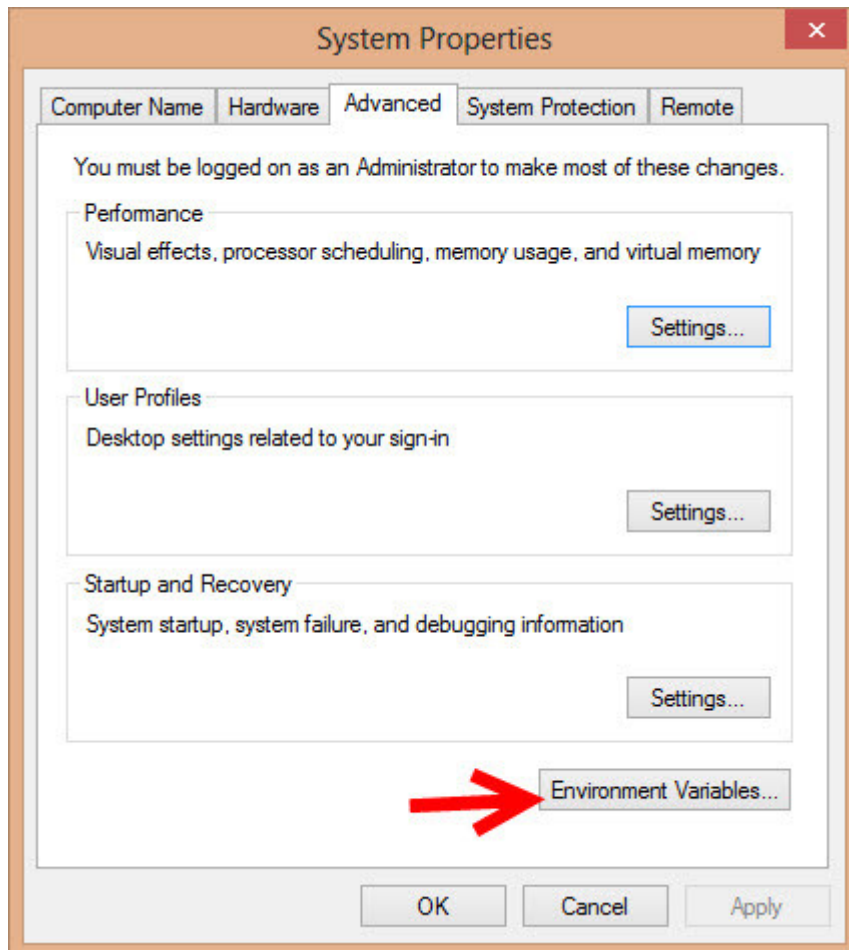 System Properties
Computer Name Hardware Advanced System Protection Remote
You must be logged on as an Administrator to make most of these changes.
Performance
Visual effects, processor scheduling, memory usage, and virtual memory
Settings...
User Profiles
Desktop settings related to your sign-in
Settings...
Startup and Recovery
System startup, system failure, and debugging information
Settings...
Environment Variables...
OK Cancel Apply